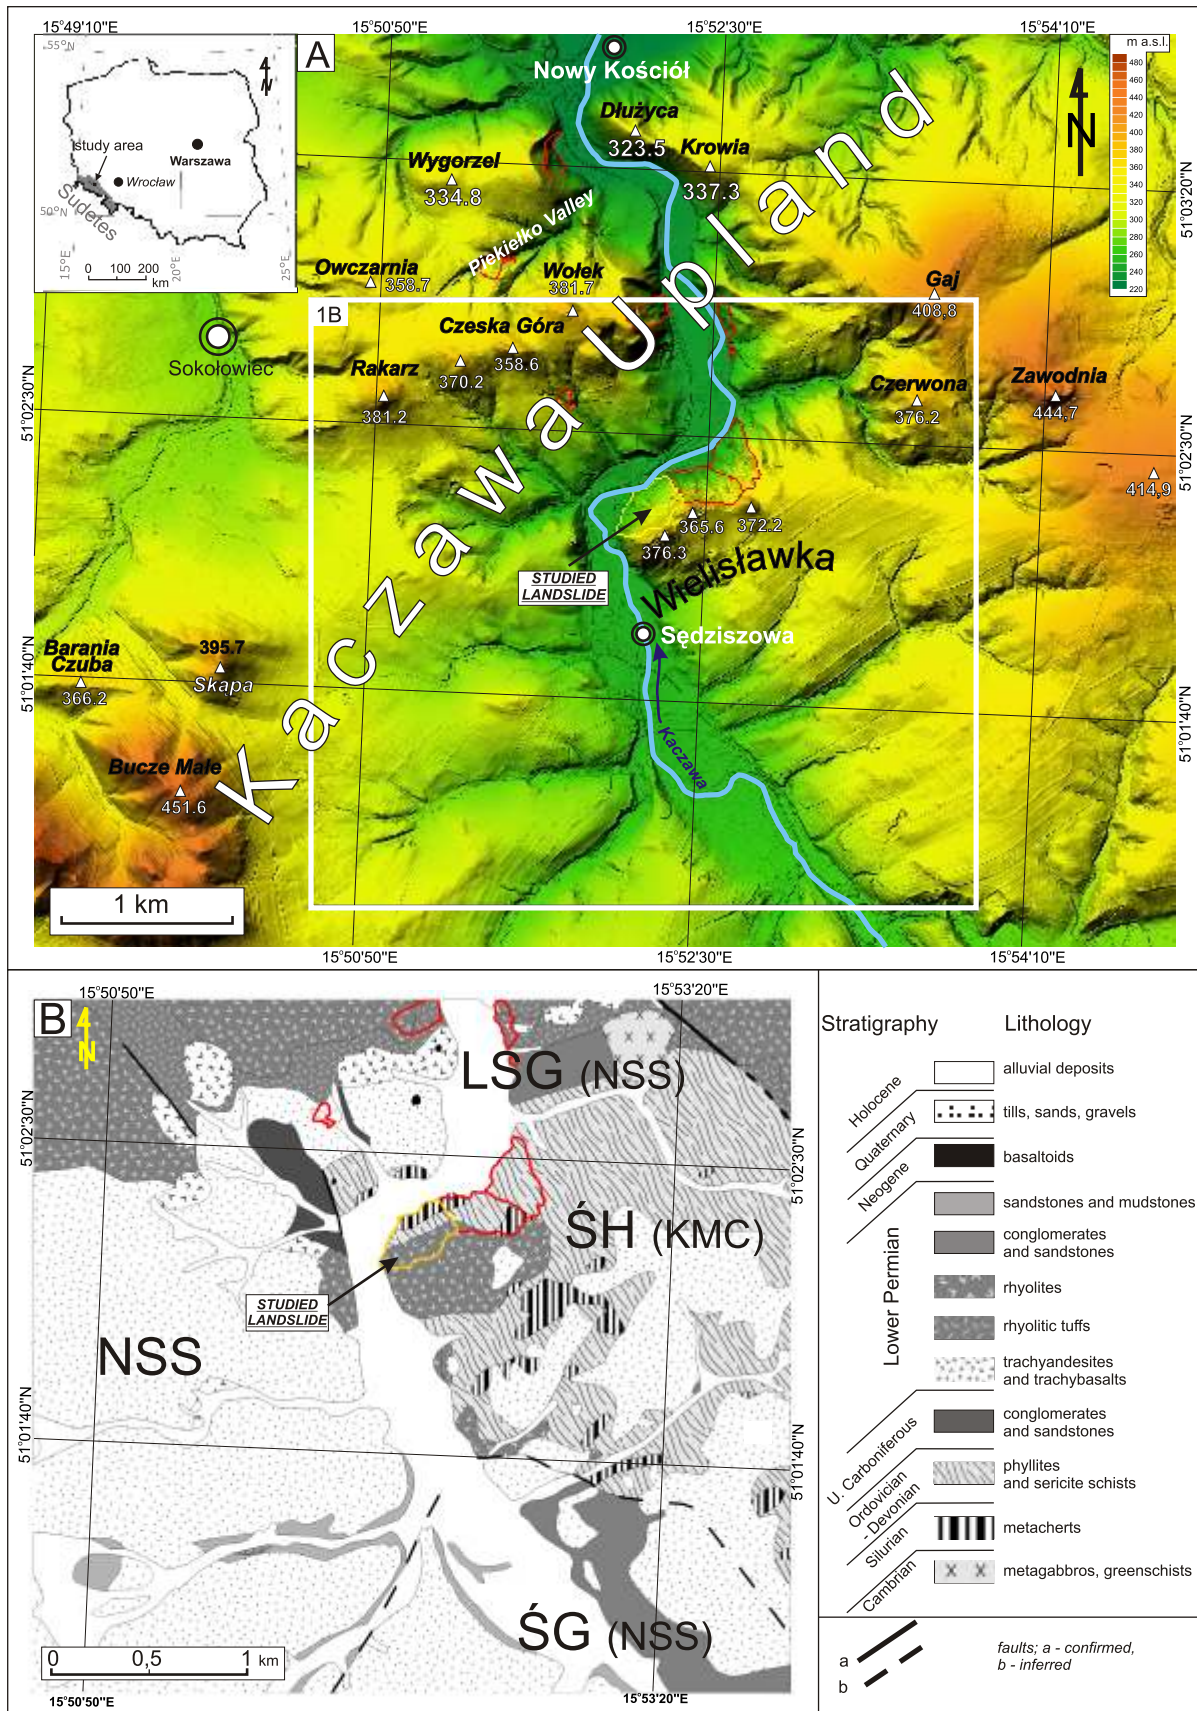 15°49'10"E
15°50'50"E
15°52'30"E
15°54'10"E
55°N
4
N
study area
Warszawa
Wrocław
50°N
Sudetes
15°E
20°E
25°E
0 100 200
km
A
Nowy Kościół
m a.s.l.
480
460
440
420
400
380
360
340
320
300
280
260
240
220
4
N
Dłużyca
323.5
Krowia
337.3
Wygorzel
334.8
Piekiełko Valley
Owczarnia
358.7
Wołek
381.7
Gaj
408,8
1B
Czeska Góra
358.6
370.2
Rakarz
381.2
Sokołowiec
Czerwona
376.2
Zawodnia
444,7
414,9
Kaczawa Upland
365.6
372.2
376.3
Wielisławka
STUDIED
LANDSLIDE
Sędziszowa
Kaczawa
Barania
Czuba
366.2
395.7
Skapa
Bucze Małe
451.6
1 km
51°03'20"N
51°02'30"N
51°02'30"N
51°01'40"N
51°01'40"N
15°50'50"E
15°52'30"E
15°54'10"E
B
4
N
15°50'50"E
15°53'20"E
LSG (NSS)
ŚH (KMC)
STUDIED
LANDSLIDE
NSS
ŚG (NSS)
51°02'30"N
51°02'30"N
51°01'40"N
51°01'40"N
0 0,5 1 km
15°50'50"E
15°53'20"E
Stratigraphy Lithology
Holocene
Quaternary
Neogene
Lower Permian
U. Carboniferous
Ordovician
- Devonian
Silurian
Cambrian
alluvial deposits
tills, sands, gravels
basaltoids
sandstones and mudstones
conglomerates
and sandstones
rhyolites
rhyolitic tuffs
trachyandesites
and trachybasalts
conglomerates
and sandstones
phyllites
and sericite schists
metacherts
metagabbros, greenschists
a
b
faults; a - confirmed,
b - inferred